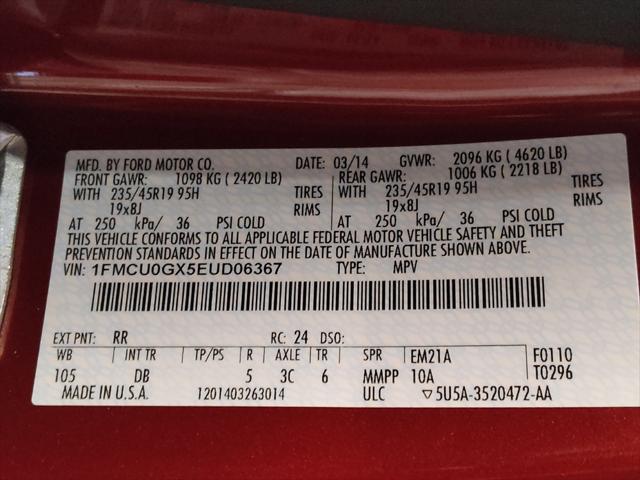 MFD. BY FORD MOTOR CO. DATE: 03/14 GVWR: 2096 KG ( 4620 LB)
FRONT GAWR: 1098 KG ( 2420 LB) REAR GAWR: 1006 KG ( 2218 LB)
WITH 235/45R19 95H TIRES WITH 235/45R19 95H TIRES
19x8J RIMS 19x8J RIMS
AT 250 kPa/ 36 PSI COLD AT 250 kPa/ 36 PSI COLD
THIS VEHICLE CONFORMS TO ALL APPLICABLE FEDERAL MOTOR VEHICLE SAFETY AND THEFT
PREVENTION STANDARDS IN EFFECT ON THE DATE OF MANUFACTURE SHOWN ABOVE.
VIN: 1FMCU0GX5EUD06367 TYPE: MPV
EXT PNT: RR RC: 24 DSO:
WB INT TR TP/PS R AXLE TR SPR EM21A F0110
105 DB 5 3C 6 MMPP 10A T0296
MADE IN U.S.A. 1201403263014 ULC ▽5U5A-3520472-AA